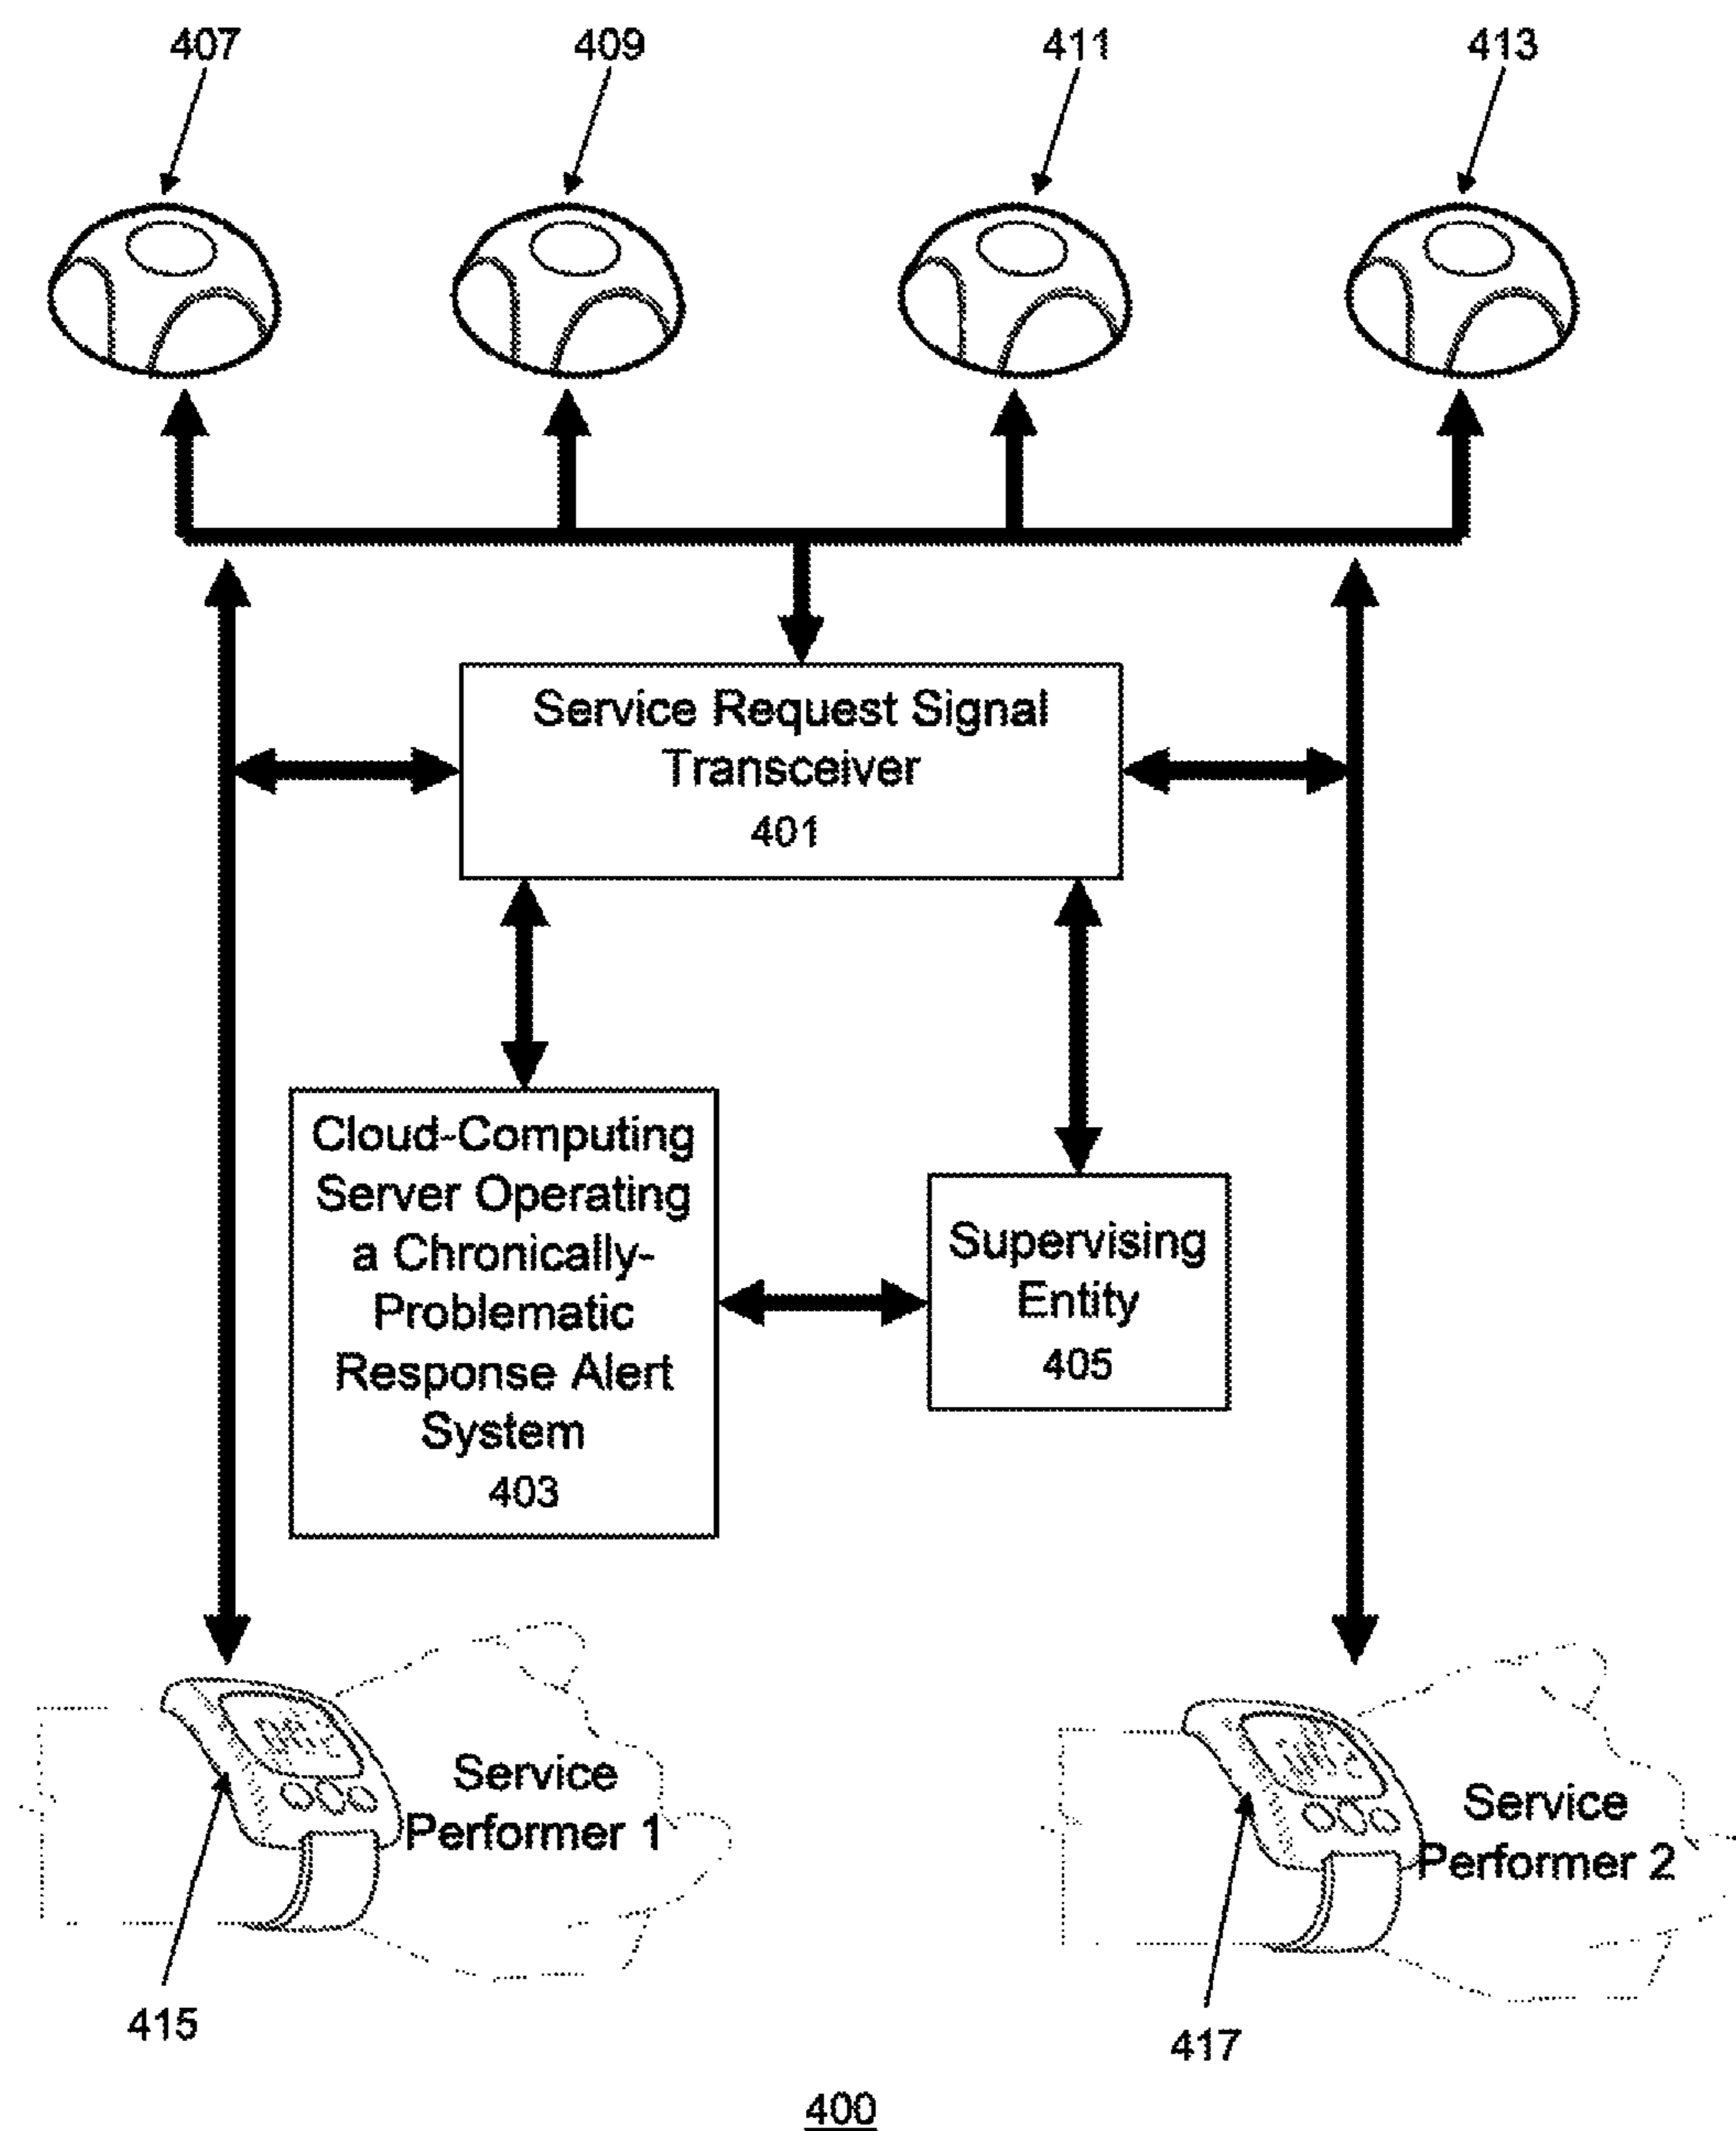 407
409
411
413
Service Request Signal
Transceiver
401
Cloud-Computing
Server Operating
a Chronically-
Problematic
Response Alert
System
403
Supervising
Entity
405
Service
Performer 1
Service
Performer 2
415
417
400